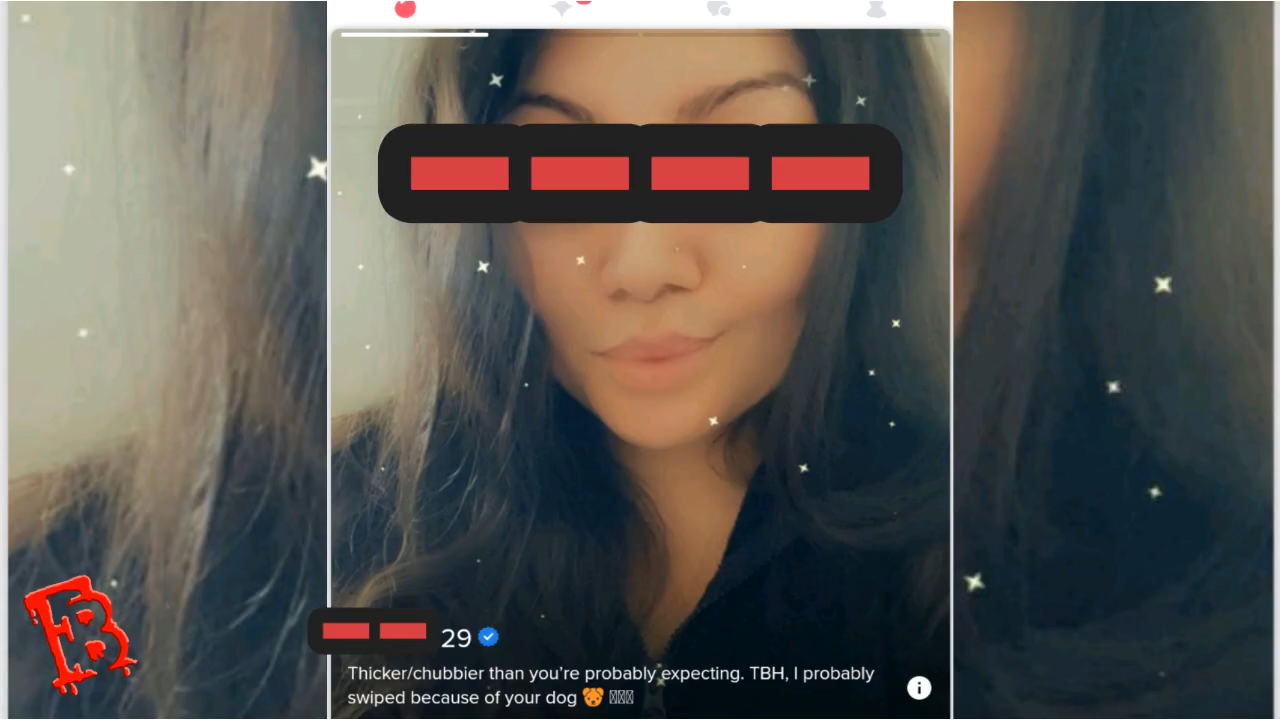 29
Thicker/chubbier than you're probably expecting. TBH, I probably
swiped because of your dog 🐶
B